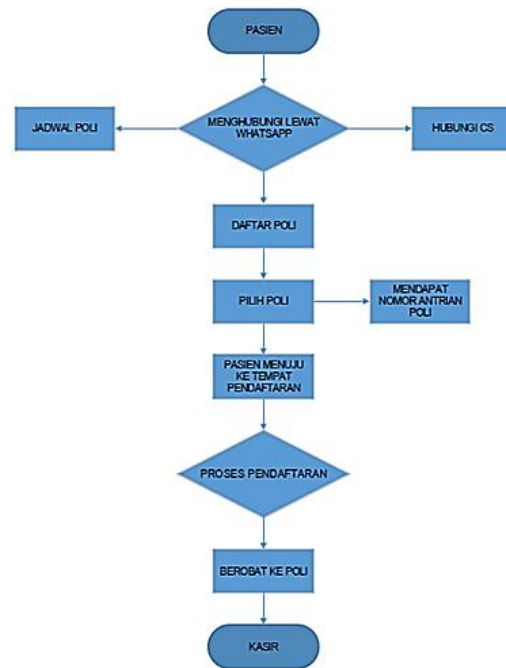 PASIEN
MENGHUBUNGI LEWAT
WHATSAPP
JADWAL POLI
HUBUNGI CS
DAFTAR POLI
PILIH POLI
MENDAPAT
NOMOR ANTRIAN
POLI
PASIEN MENUJU
KE TEMPAT
PENDAFTARAN
PROSES PENDAFTARAN
BEROBAT KE POLI
KASIR